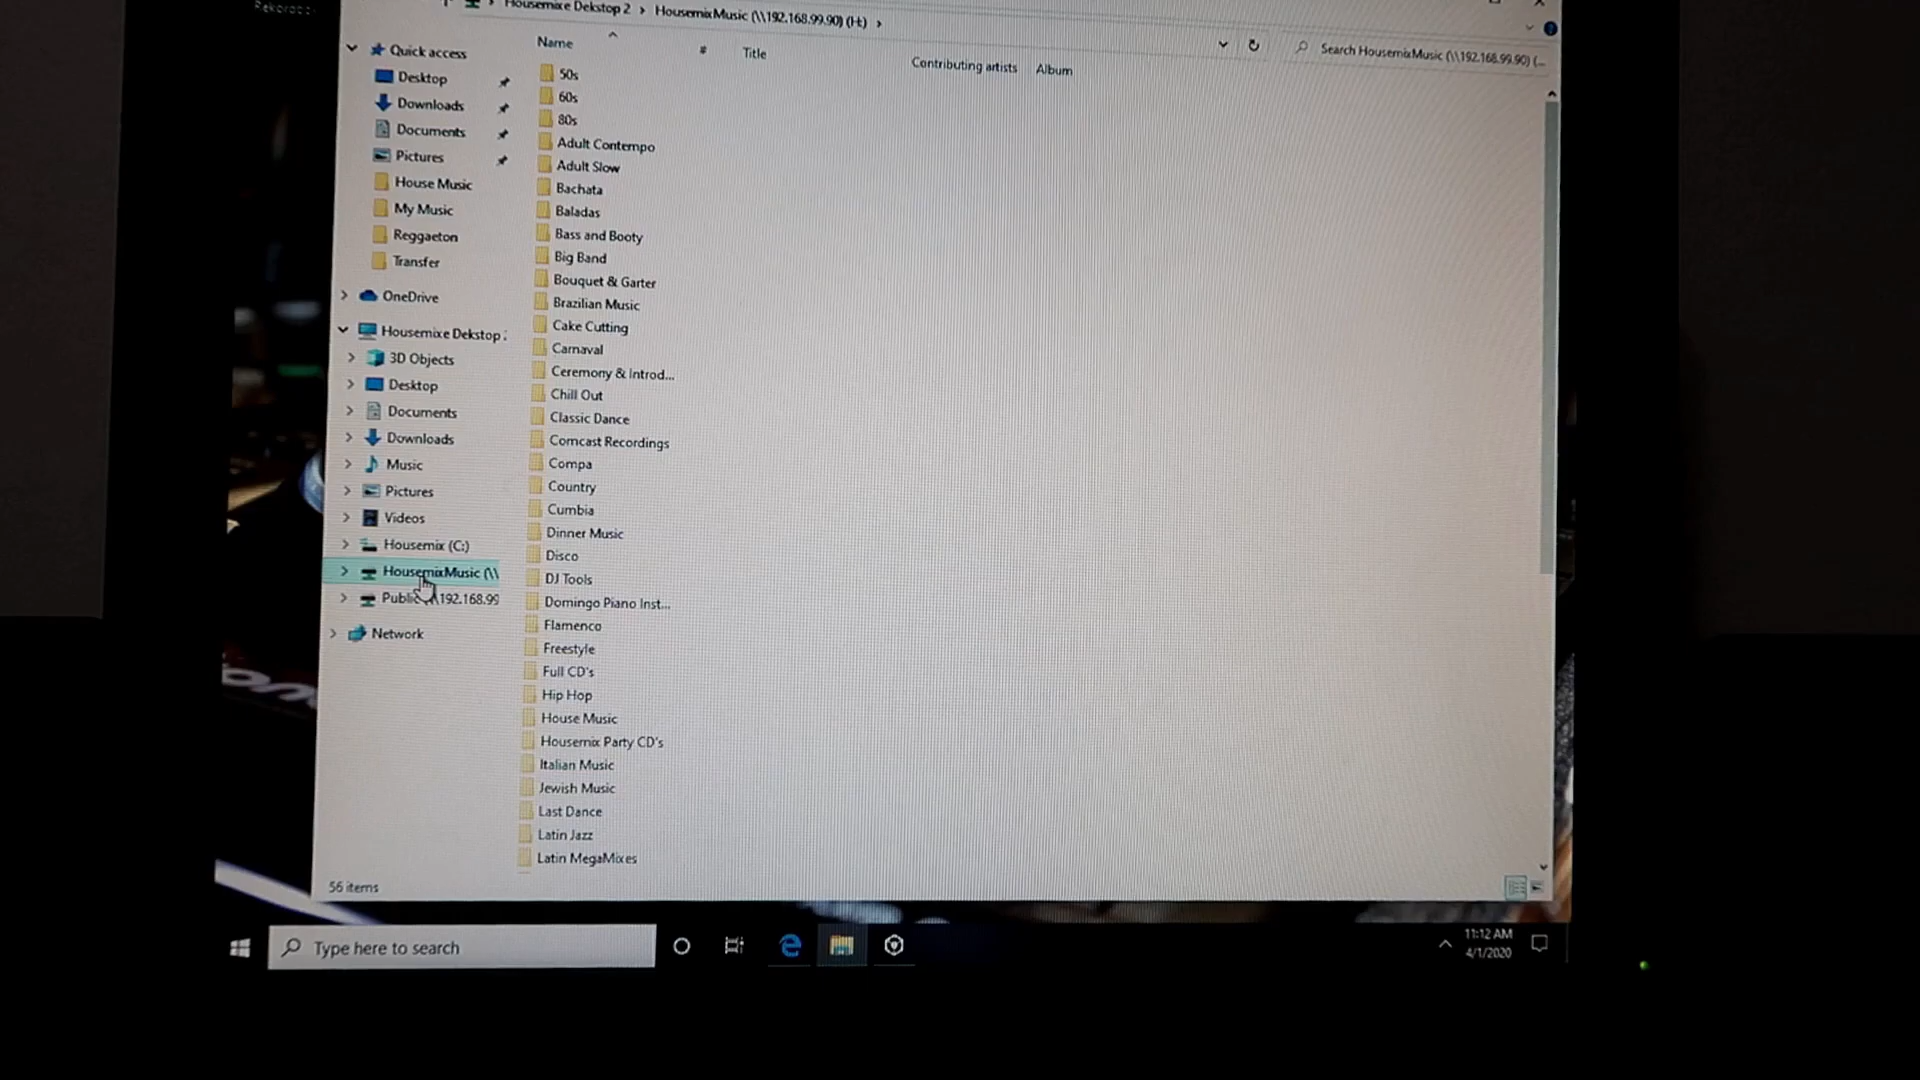 Housemixe Dekstop 2 › HousemixMusic (\\192.168.99.90) (H:) ›
Search HousemixMusic (\\192.168.99.90) (...
Name # Title Contributing artists Album
Quick access
Desktop
Downloads
Documents
Pictures
House Music
My Music
Reggaeton
Transfer
OneDrive
Housemixe Dekstop 2
3D Objects
Desktop
Documents
Downloads
Music
Pictures
Videos
Housemix (C:)
HousemixMusic (\\
Public (\\192.168.99
Network
50s
60s
80s
Adult Contempo
Adult Slow
Bachata
Baladas
Bass and Booty
Big Band
Bouquet & Garter
Brazilian Music
Cake Cutting
Carnaval
Ceremony & Introd...
Chill Out
Classic Dance
Comcast Recordings
Compa
Country
Cumbia
Dinner Music
Disco
DJ Tools
Domingo Piano Inst...
Flamenco
Freestyle
Full CD's
Hip Hop
House Music
Housemix Party CD's
Italian Music
Jewish Music
Last Dance
Latin Jazz
Latin MegaMixes
56 items
Type here to search
11:12 AM
4/1/2020